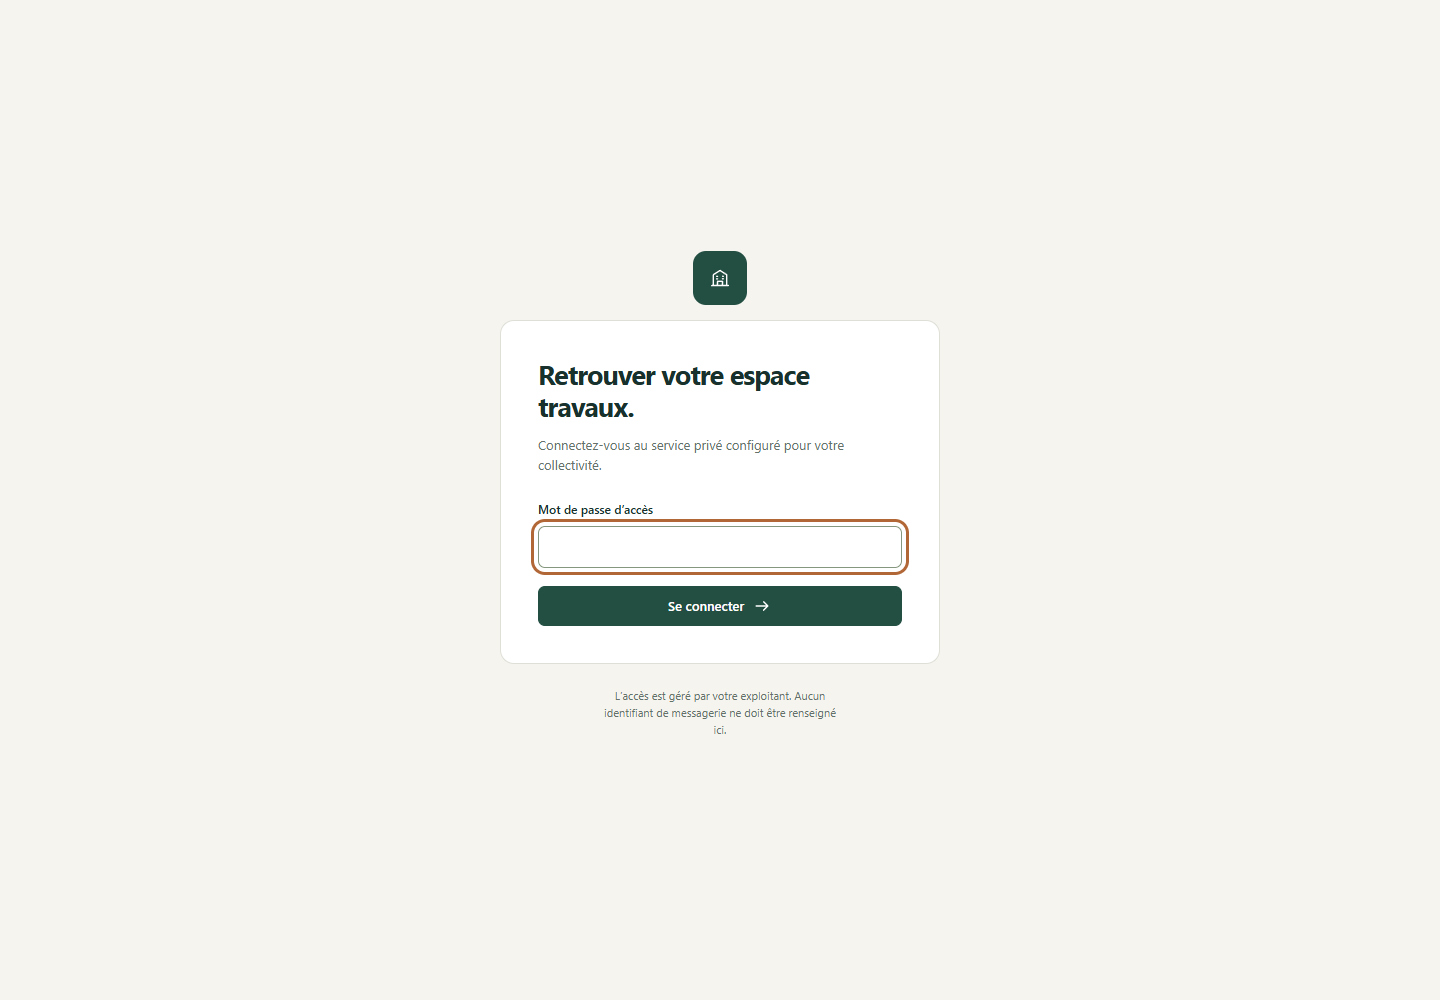 Retrouver votre espace
travaux.
Connectez-vous au service privé configuré pour votre
collectivité.
Mot de passe d’accès
Se connecter
L’accès est géré par votre exploitant. Aucun
identifiant de messagerie ne doit être renseigné
ici.